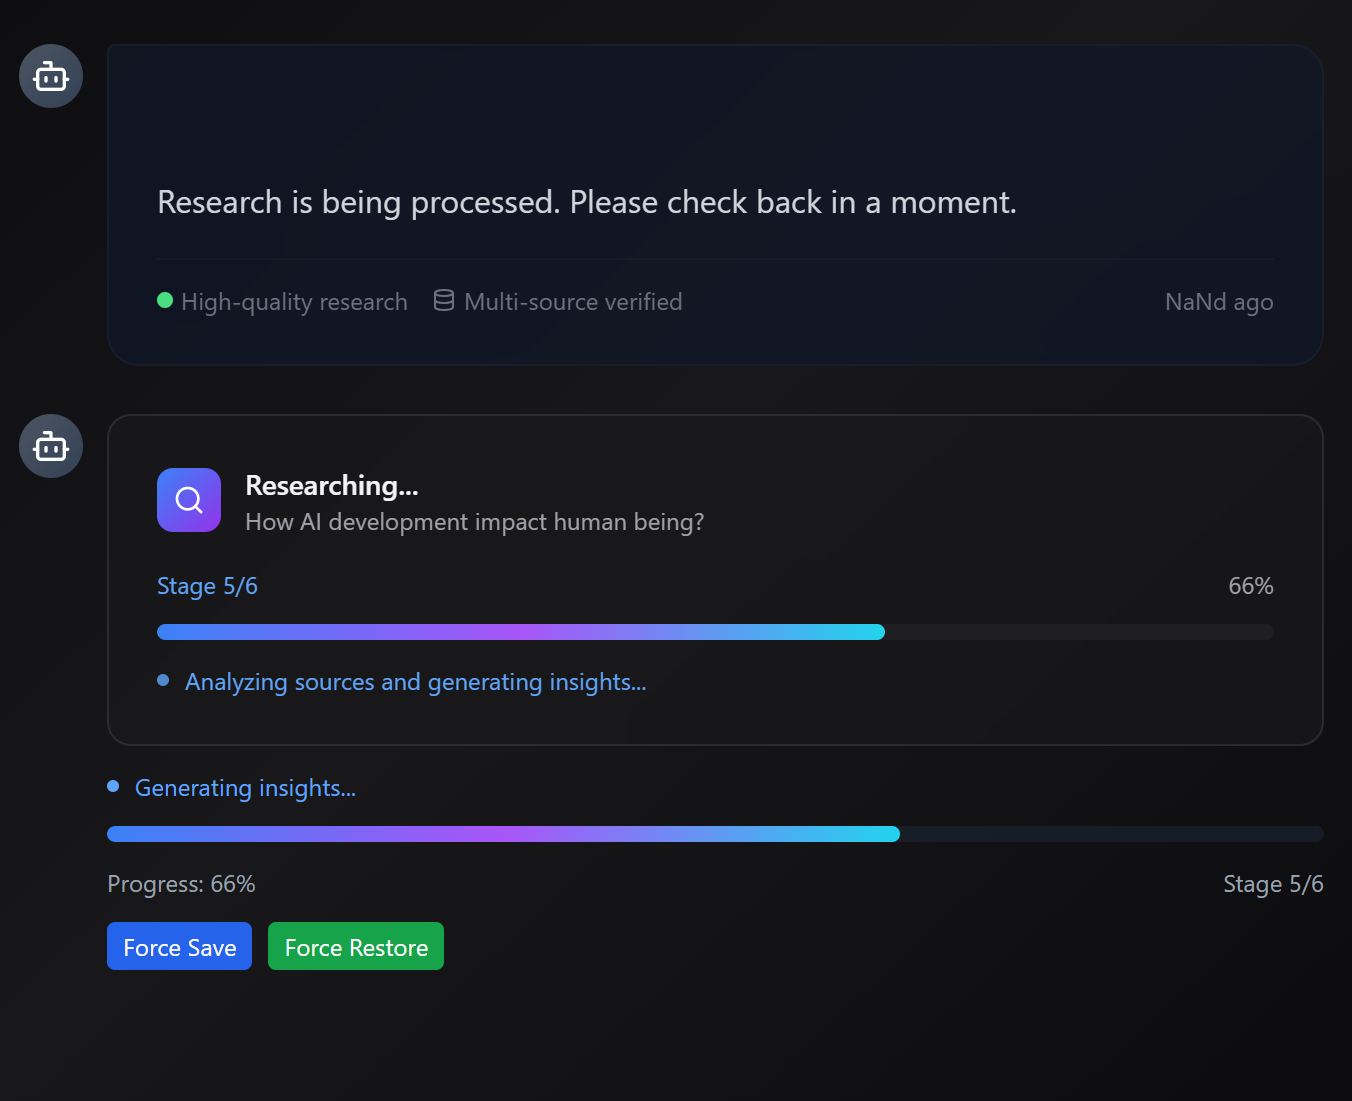 Research is being processed. Please check back in a moment.
High-quality research Multi-source verified NaNd ago
Researching...
How AI development impact human being?
Stage 5/6 66%
Analyzing sources and generating insights...
Generating insights...
Progress: 66% Stage 5/6
Force Save Force Restore